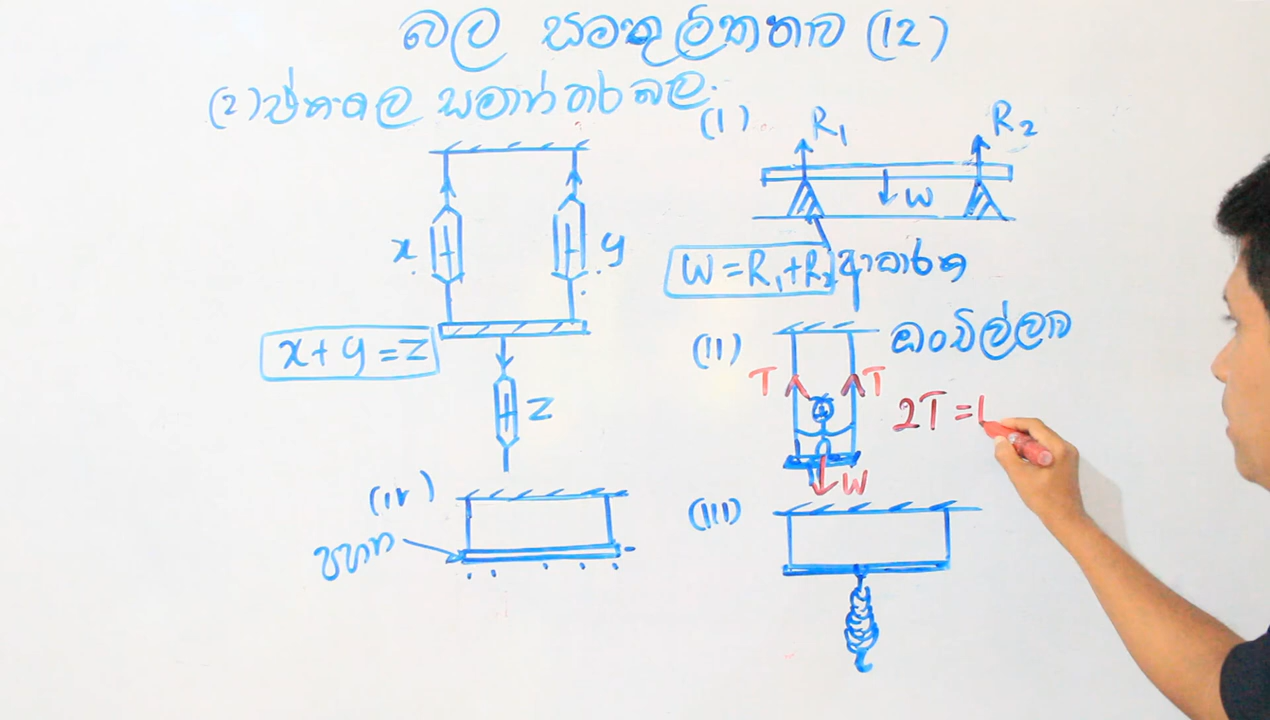 බල සමතුලිතතාව (12)
(2) ඒකතල සමාන්තර බල.
(I)
R₁
R₂
W
x
y
W = R₁ + R₂
ආධාරක
x + y = Z
Z
(II)
ඔංචිල්ලාව
T
T
2T =
W
(IV)
පහන
(III)